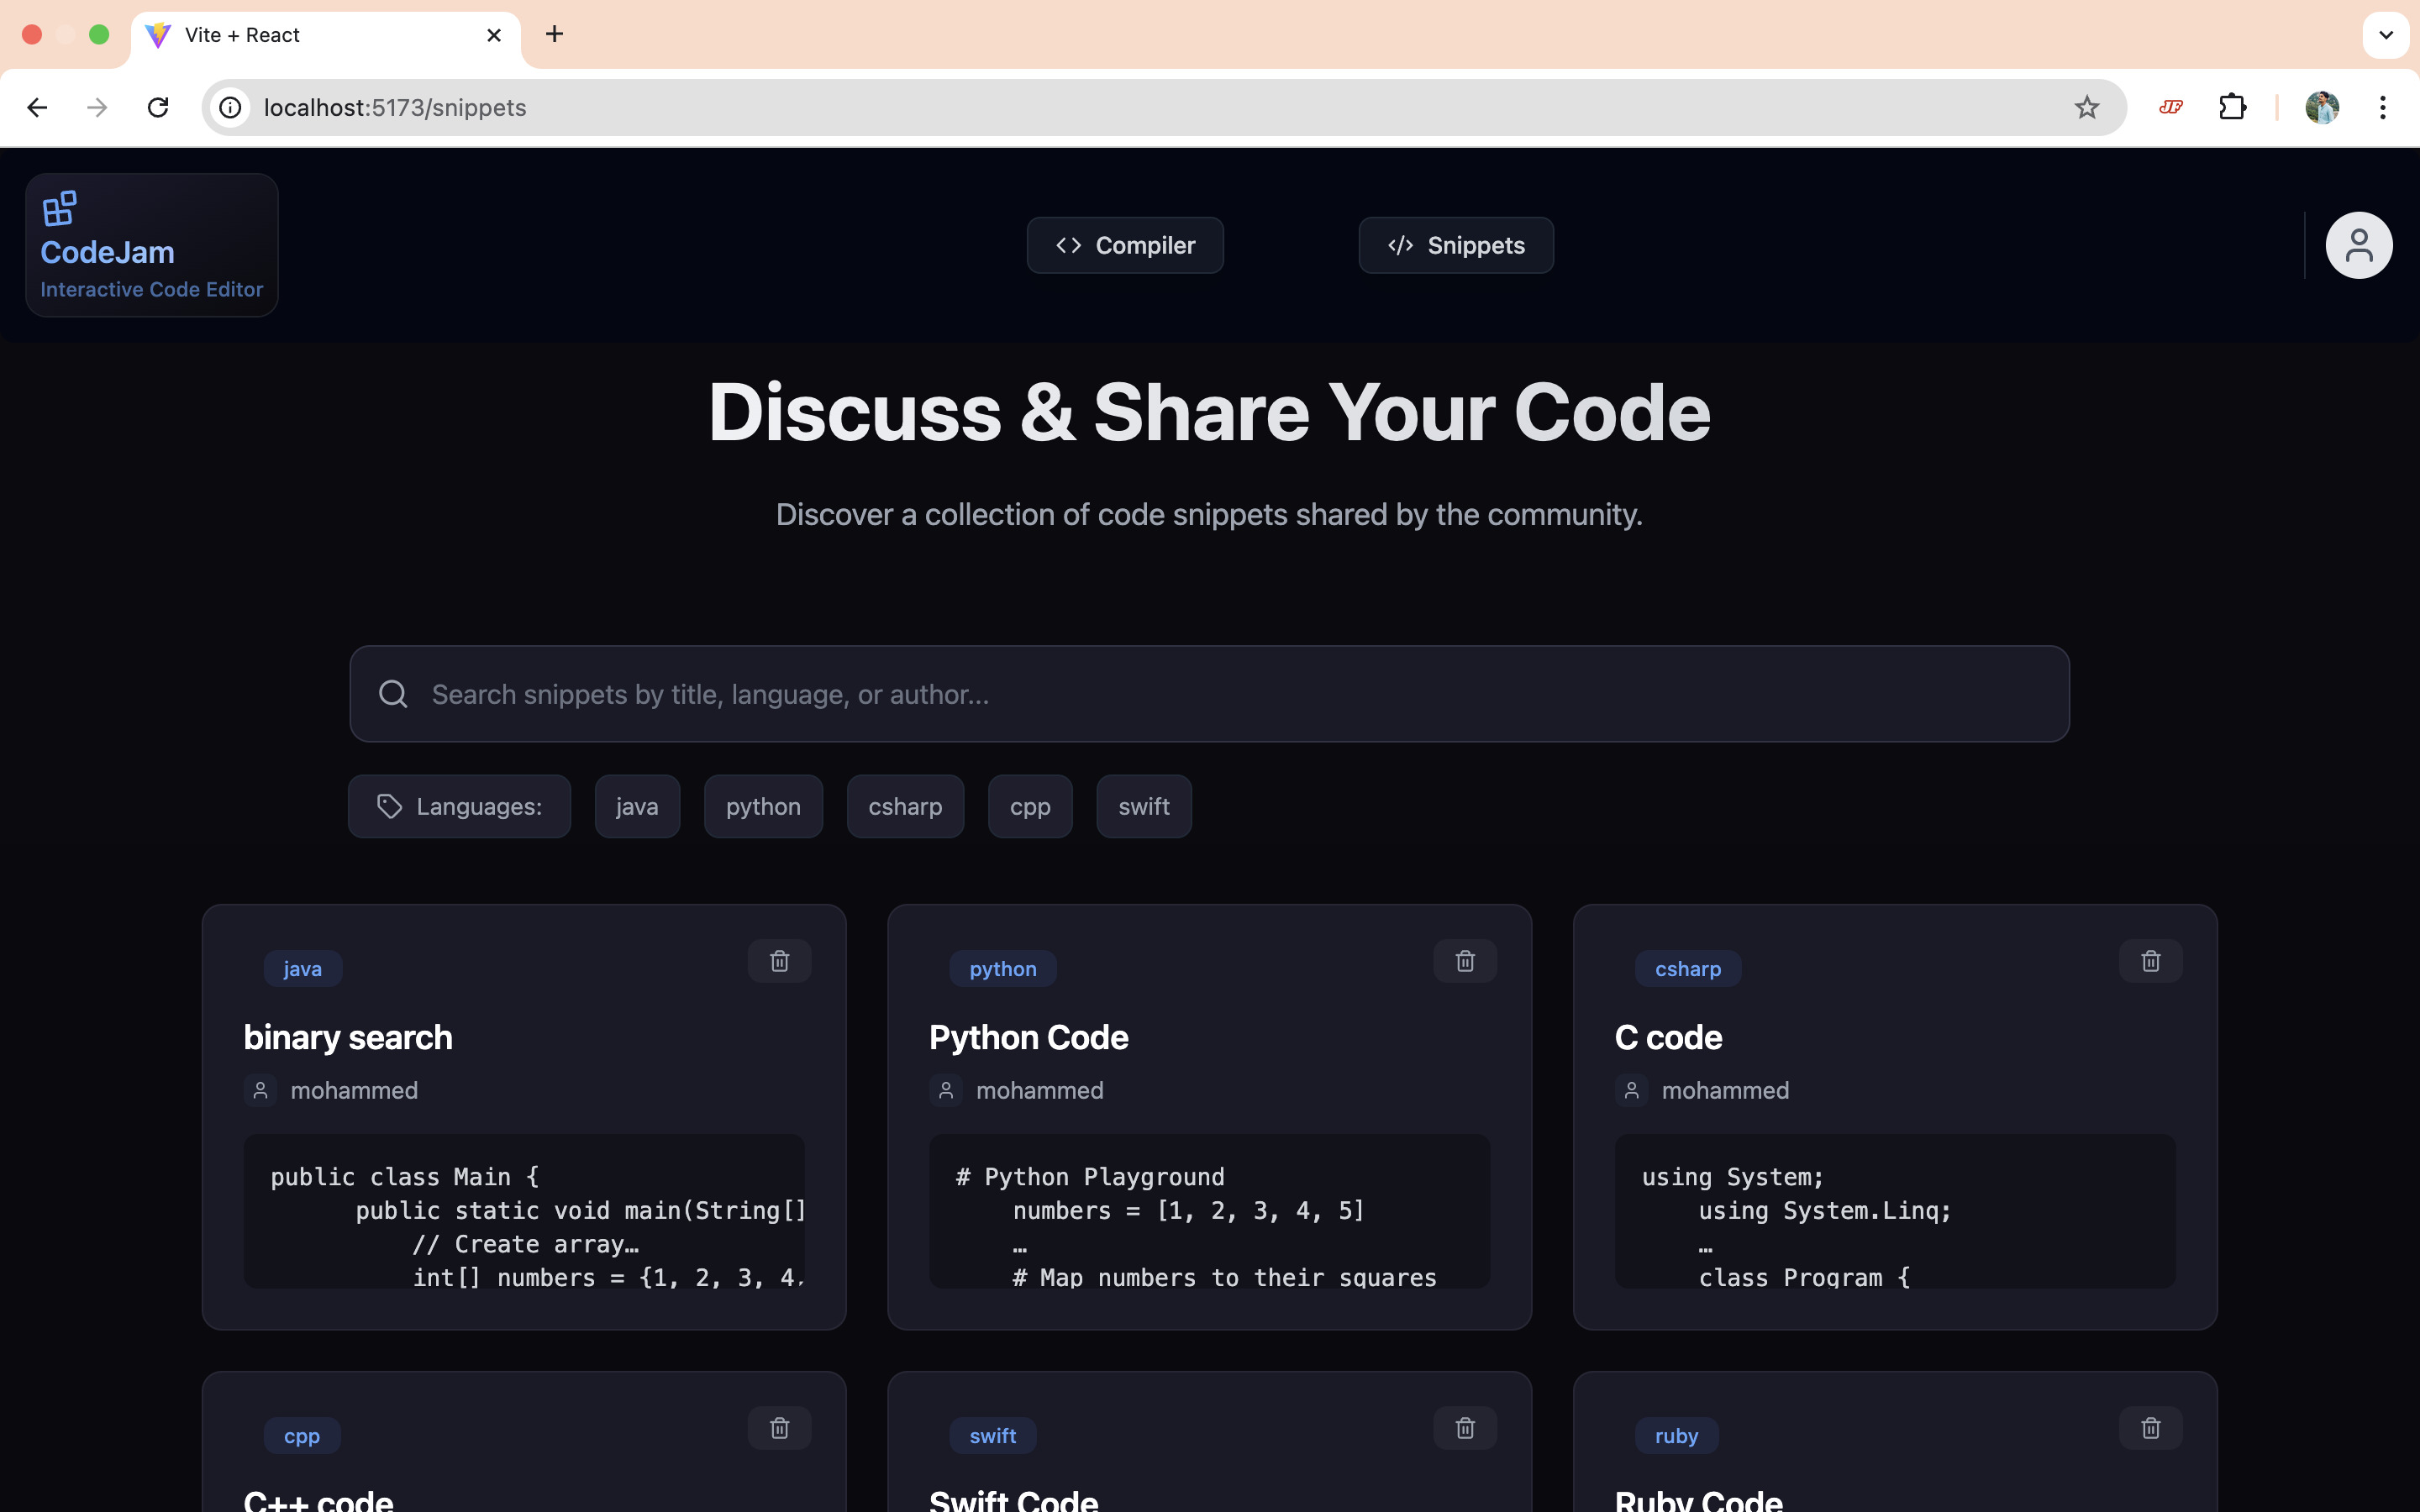 Vite + React
localhost:5173/snippets
CodeJam
Interactive Code Editor
Compiler
Snippets
Discuss & Share Your Code
Discover a collection of code snippets shared by the community.
Search snippets by title, language, or author...
Languages:
java
python
csharp
cpp
swift
java
binary search
mohammed
public class Main {
public static void main(String[]
// Create array…
int[] numbers = {1, 2, 3, 4,
python
Python Code
mohammed
# Python Playground
numbers = [1, 2, 3, 4, 5]
…
# Map numbers to their squares
csharp
C code
mohammed
using System;
using System.Linq;
…
class Program {
cpp
C++ code
swift
Swift Code
ruby
Ruby Code